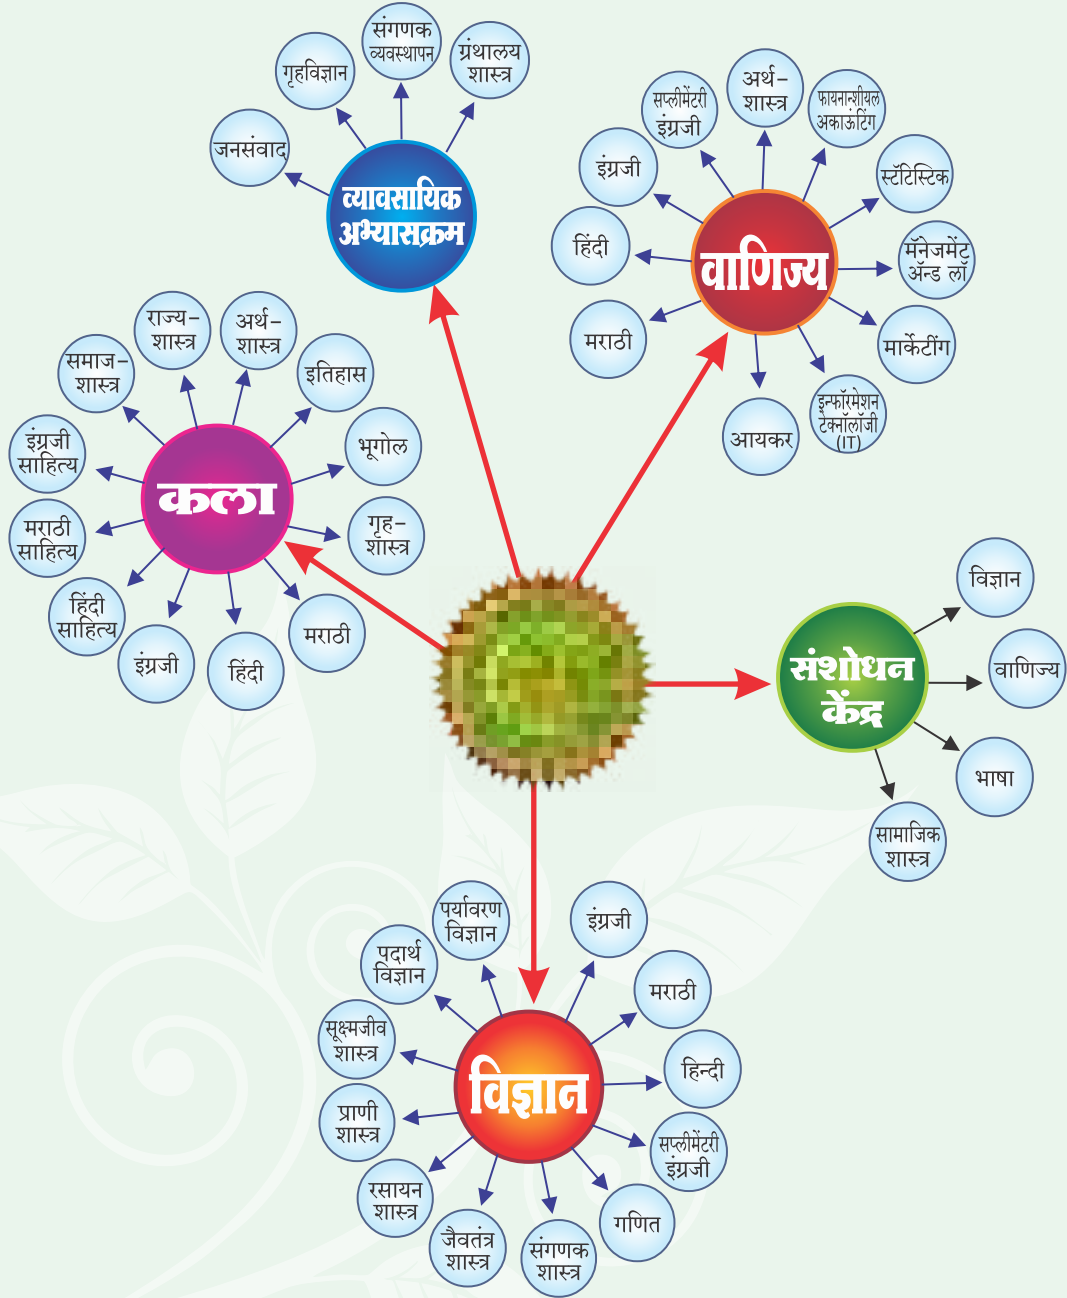 जनसंवाद
गृहविज्ञान
संगणक
व्यवस्थापन
ग्रंथालय
शास्त्र
व्यावसायिक
अभ्यासक्रम
मराठी
हिंदी
इंग्रजी
सप्लीमेंटरी
इंग्रजी
अर्थ-
शास्त्र
फायनान्शीयल
अकाऊंटिंग
स्टॅटिस्टिक
मॅनेजमेंट
ॲन्ड लॉ
मार्केटींग
इन्फॉरमेशन
टेक्नॉलॉजी
(IT)
आयकर
वाणिज्य
राज्य-
शास्त्र
अर्थ-
शास्त्र
इतिहास
भूगोल
गृह-
शास्त्र
मराठी
हिंदी
इंग्रजी
हिंदी
साहित्य
मराठी
साहित्य
इंग्रजी
साहित्य
समाज-
शास्त्र
कला
संशोधन
केंद्र
विज्ञान
वाणिज्य
भाषा
सामाजिक
शास्त्र
पर्यावरण
विज्ञान
इंग्रजी
मराठी
हिन्दी
सप्लीमेंटरी
इंग्रजी
गणित
संगणक
शास्त्र
जैवतंत्र
शास्त्र
रसायन
शास्त्र
प्राणी
शास्त्र
सूक्ष्मजीव
शास्त्र
पदार्थ
विज्ञान
विज्ञान